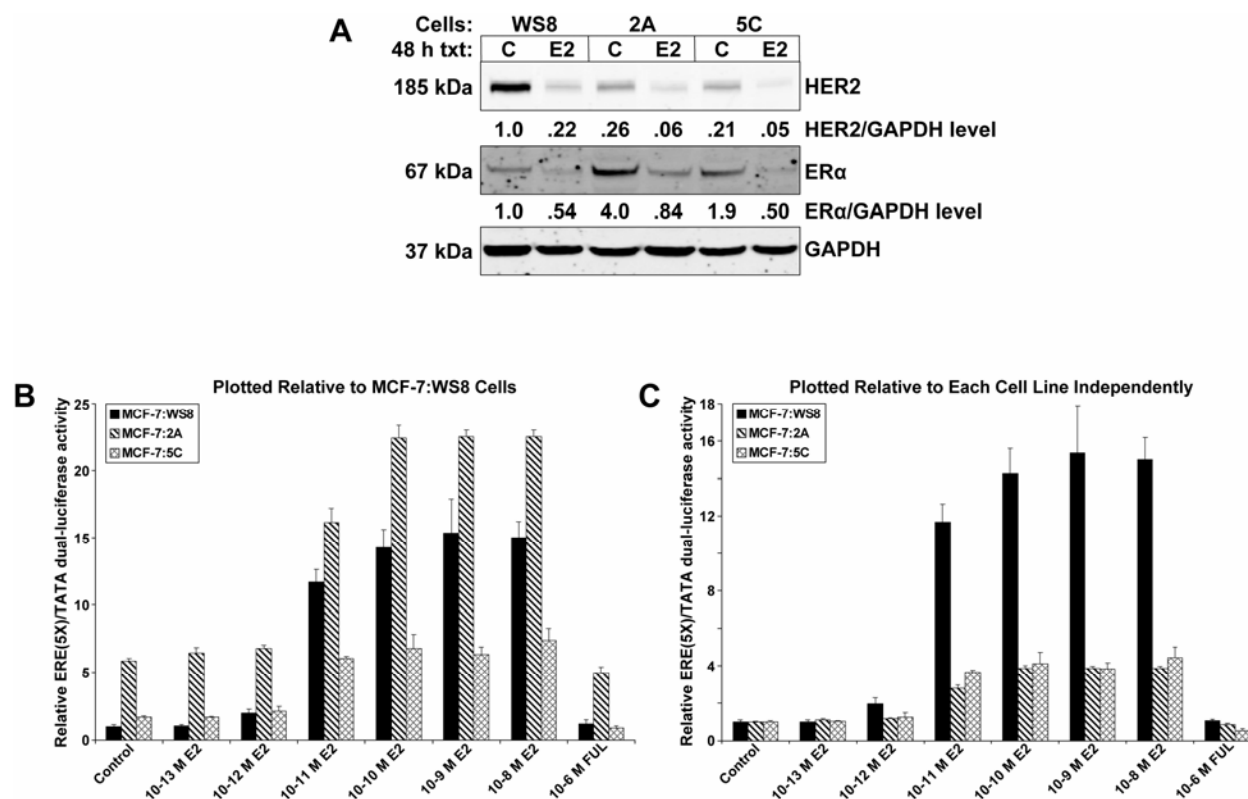 A
Cells: WS8 2A 5C
48 h txt: C E2 C E2 C E2
185 kDa HER2
1.0 .22 .26 .06 .21 .05 HER2/GAPDH level
67 kDa ERα
1.0 .54 4.0 .84 1.9 .50 ERα/GAPDH level
37 kDa GAPDH
B
Plotted Relative to MCF-7:WS8 Cells
Relative ERE(5X)/TATA dual-luciferase activity
25
20
15
10
5
0
MCF-7:WS8
MCF-7:2A
MCF-7:5C
Control
10-13 M E2
10-12 M E2
10-11 M E2
10-10 M E2
10-9 M E2
10-8 M E2
10-6 M FUL
C
Plotted Relative to Each Cell Line Independently
Relative ERE(5X)/TATA dual-luciferase activity
18
16
12
8
4
0
MCF-7:WS8
MCF-7:2A
MCF-7:5C
Control
10-13 M E2
10-12 M E2
10-11 M E2
10-10 M E2
10-9 M E2
10-8 M E2
10-6 M FUL